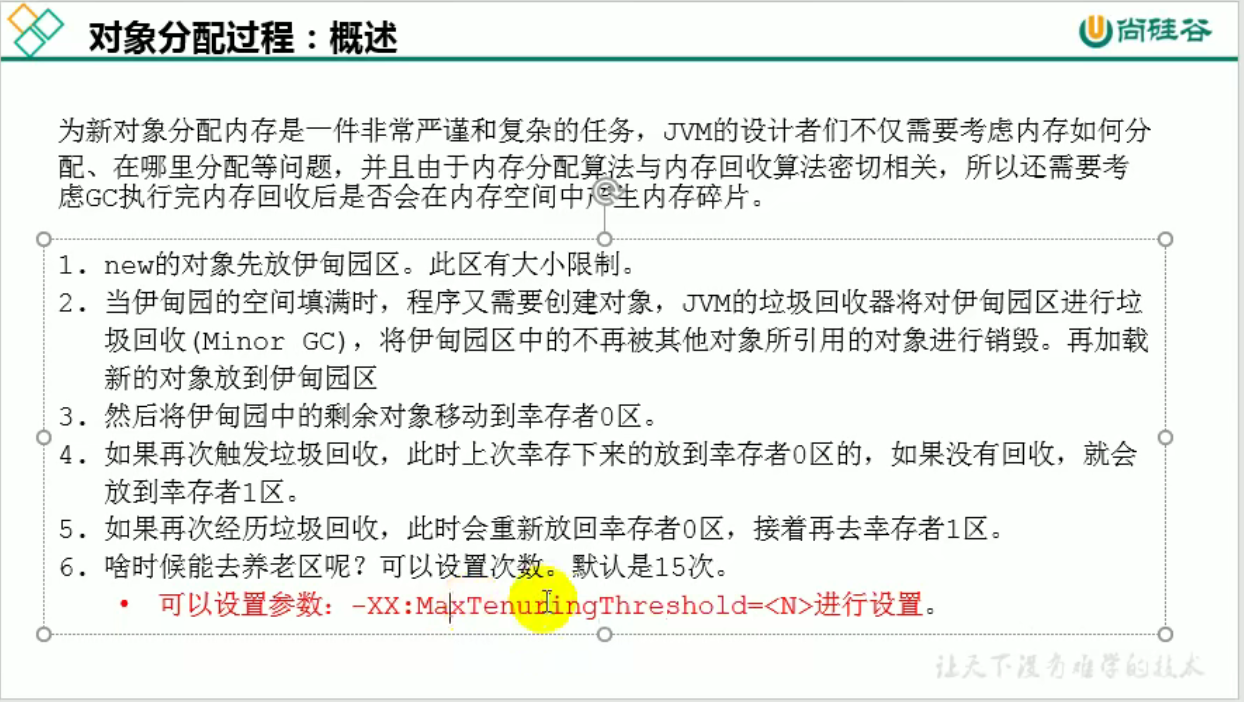 对象分配过程：概述
尚硅谷
为新对象分配内存是一件非常严谨和复杂的任务，JVM的设计者们不仅需要考虑内存如何分
配、在哪里分配等问题，并且由于内存分配算法与内存回收算法密切相关，所以还需要考
虑GC执行完内存回收后是否会在内存空间中产生内存碎片。
1. new的对象先放伊甸园区。此区有大小限制。
2. 当伊甸园的空间填满时，程序又需要创建对象，JVM的垃圾回收器将对伊甸园区进行垃
圾回收(Minor GC)，将伊甸园区中的不再被其他对象所引用的对象进行销毁。再加载
新的对象放到伊甸园区
3. 然后将伊甸园中的剩余对象移动到幸存者0区。
4. 如果再次触发垃圾回收，此时上次幸存下来的放到幸存者0区的，如果没有回收，就会
放到幸存者1区。
5. 如果再次经历垃圾回收，此时会重新放回幸存者0区，接着再去幸存者1区。
6. 啥时候能去养老区呢？可以设置次数。默认是15次。
• 可以设置参数：-XX:MaxTenuringThreshold=<N>进行设置。
让天下没有难学的技术